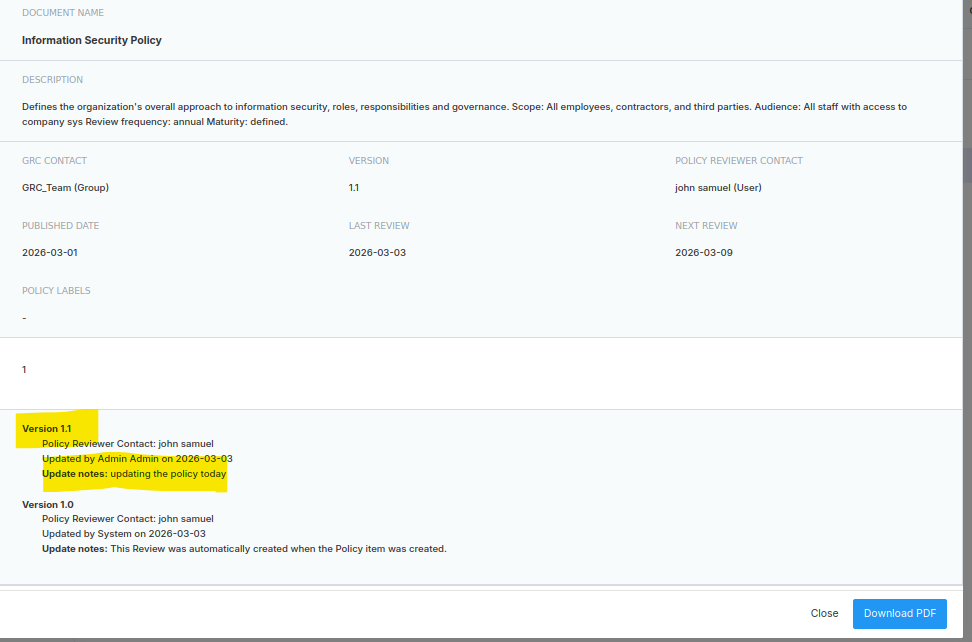 DOCUMENT NAME
Information Security Policy
DESCRIPTION
Defines the organization's overall approach to information security, roles, responsibilities and governance. Scope: All employees, contractors, and third parties. Audience: All staff with access to
company sys Review frequency: annual Maturity: defined.
GRC CONTACT VERSION POLICY REVIEWER CONTACT
GRC_Team (Group) 1.1 john samuel (User)
PUBLISHED DATE LAST REVIEW NEXT REVIEW
2026-03-01 2026-03-03 2026-03-09
POLICY LABELS
-
1
Version 1.1
Policy Reviewer Contact: john samuel
Updated by Admin Admin on 2026-03-03
Update notes: updating the policy today
Version 1.0
Policy Reviewer Contact: john samuel
Updated by System on 2026-03-03
Update notes: This Review was automatically created when the Policy item was created.
Close Download PDF